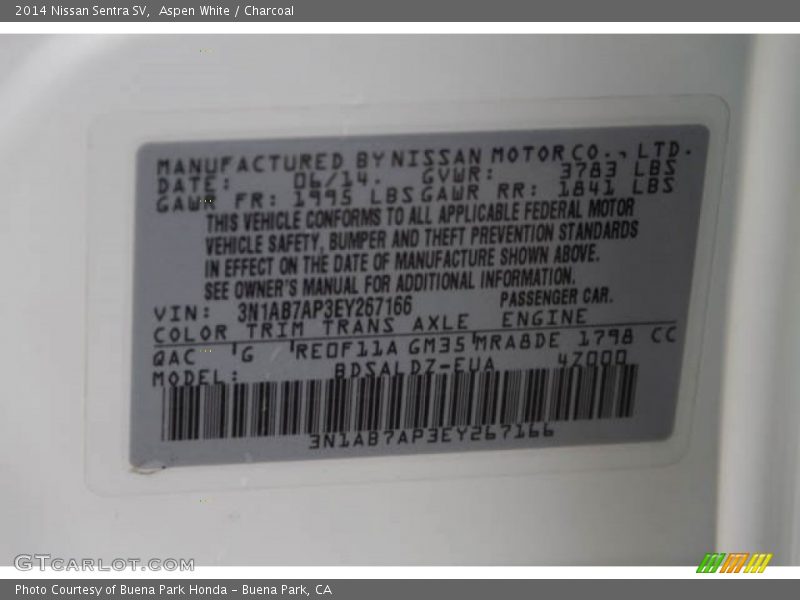 2014 Nissan Sentra SV,  Aspen White / Charcoal
MANUFACTURED BY NISSAN MOTOR CO., LTD.
DATE: 06/14. GVWR: 3783 LBS
GAWR FR: 1995 LBS GAWR RR: 1841 LBS
THIS VEHICLE CONFORMS TO ALL APPLICABLE FEDERAL MOTOR
VEHICLE SAFETY, BUMPER AND THEFT PREVENTION STANDARDS
IN EFFECT ON THE DATE OF MANUFACTURE SHOWN ABOVE.
SEE OWNER'S MANUAL FOR ADDITIONAL INFORMATION.
VIN: 3N1AB7AP3EY267166 PASSENGER CAR.
COLOR TRIM TRANS AXLE ENGINE
QAC G RE0F11A GM35 MRA8DE 1798 CC
MODEL: BDSALDZ-EUA 4Z000
3N1AB7AP3EY267166
GTCARLOT.COM
Photo Courtesy of Buena Park Honda - Buena Park, CA